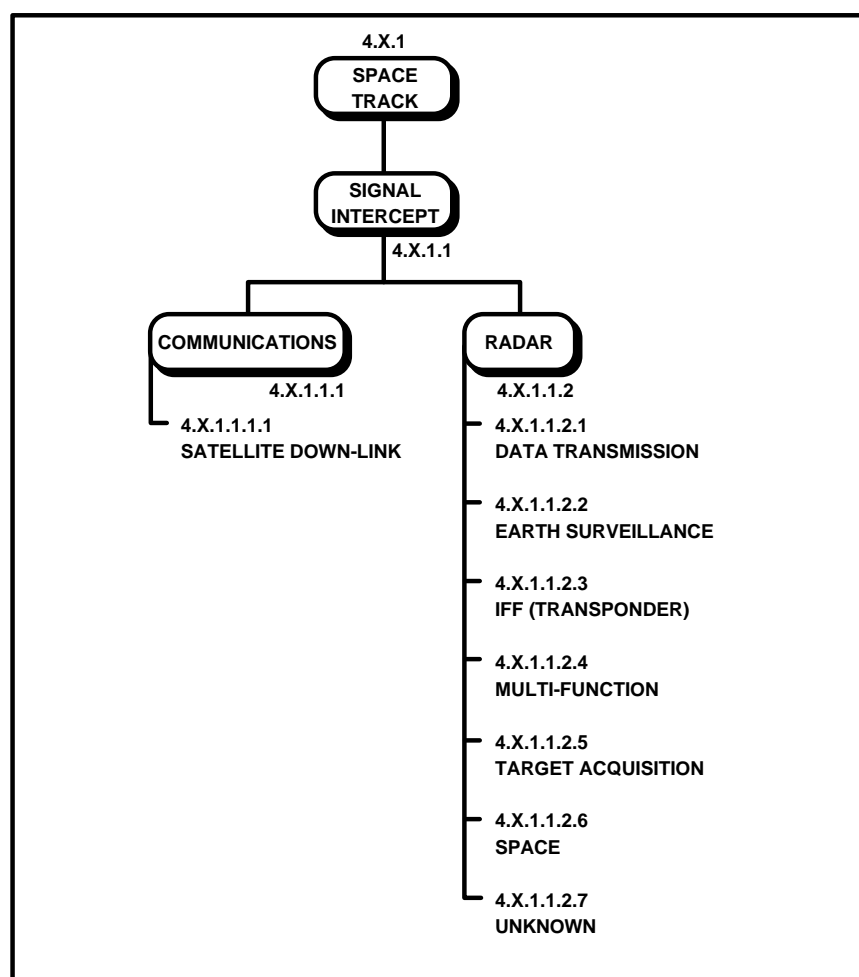 4.X.1
SPACE
TRACK
SIGNAL
INTERCEPT
4.X.1.1
COMMUNICATIONS
4.X.1.1.1
4.X.1.1.1.1
SATELLITE DOWN-LINK
RADAR
4.X.1.1.2
4.X.1.1.2.1
DATA TRANSMISSION
4.X.1.1.2.2
EARTH SURVEILLANCE
4.X.1.1.2.3
IFF (TRANSPONDER)
4.X.1.1.2.4
MULTI-FUNCTION
4.X.1.1.2.5
TARGET ACQUISITION
4.X.1.1.2.6
SPACE
4.X.1.1.2.7
UNKNOWN